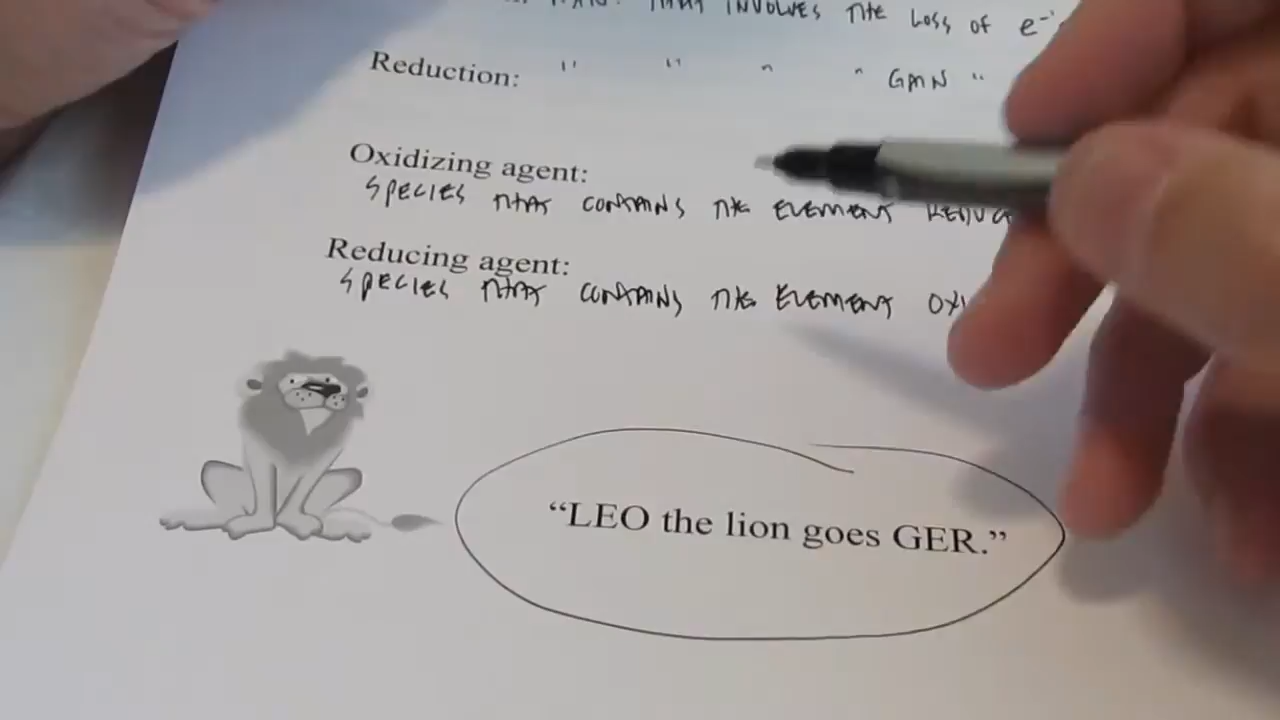 THAT INVOLVES THE LOSS OF e⁻
Reduction: " " " " GAIN "
Oxidizing agent:
SPECIES THAT CONTAINS THE ELEMENT
Reducing agent:
SPECIES THAT CONTAINS THE ELEMENT
“LEO the lion goes GER.”